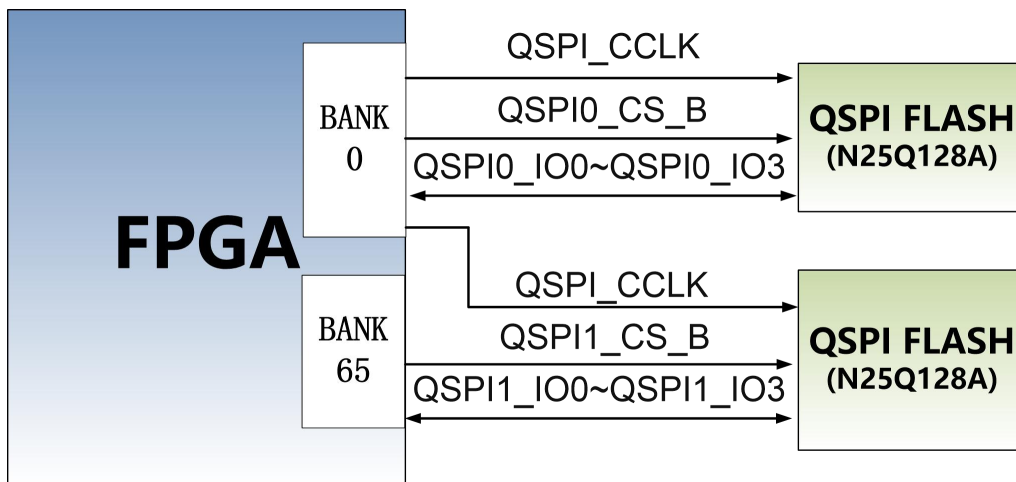 FPGA
BANK
0
BANK
65
QSPI_CCLK
QSPI0_CS_B
QSPI0_IO0~QSPI0_IO3
QSPI FLASH
(N25Q128A)
QSPI_CCLK
QSPI1_CS_B
QSPI1_IO0~QSPI1_IO3
QSPI FLASH
(N25Q128A)